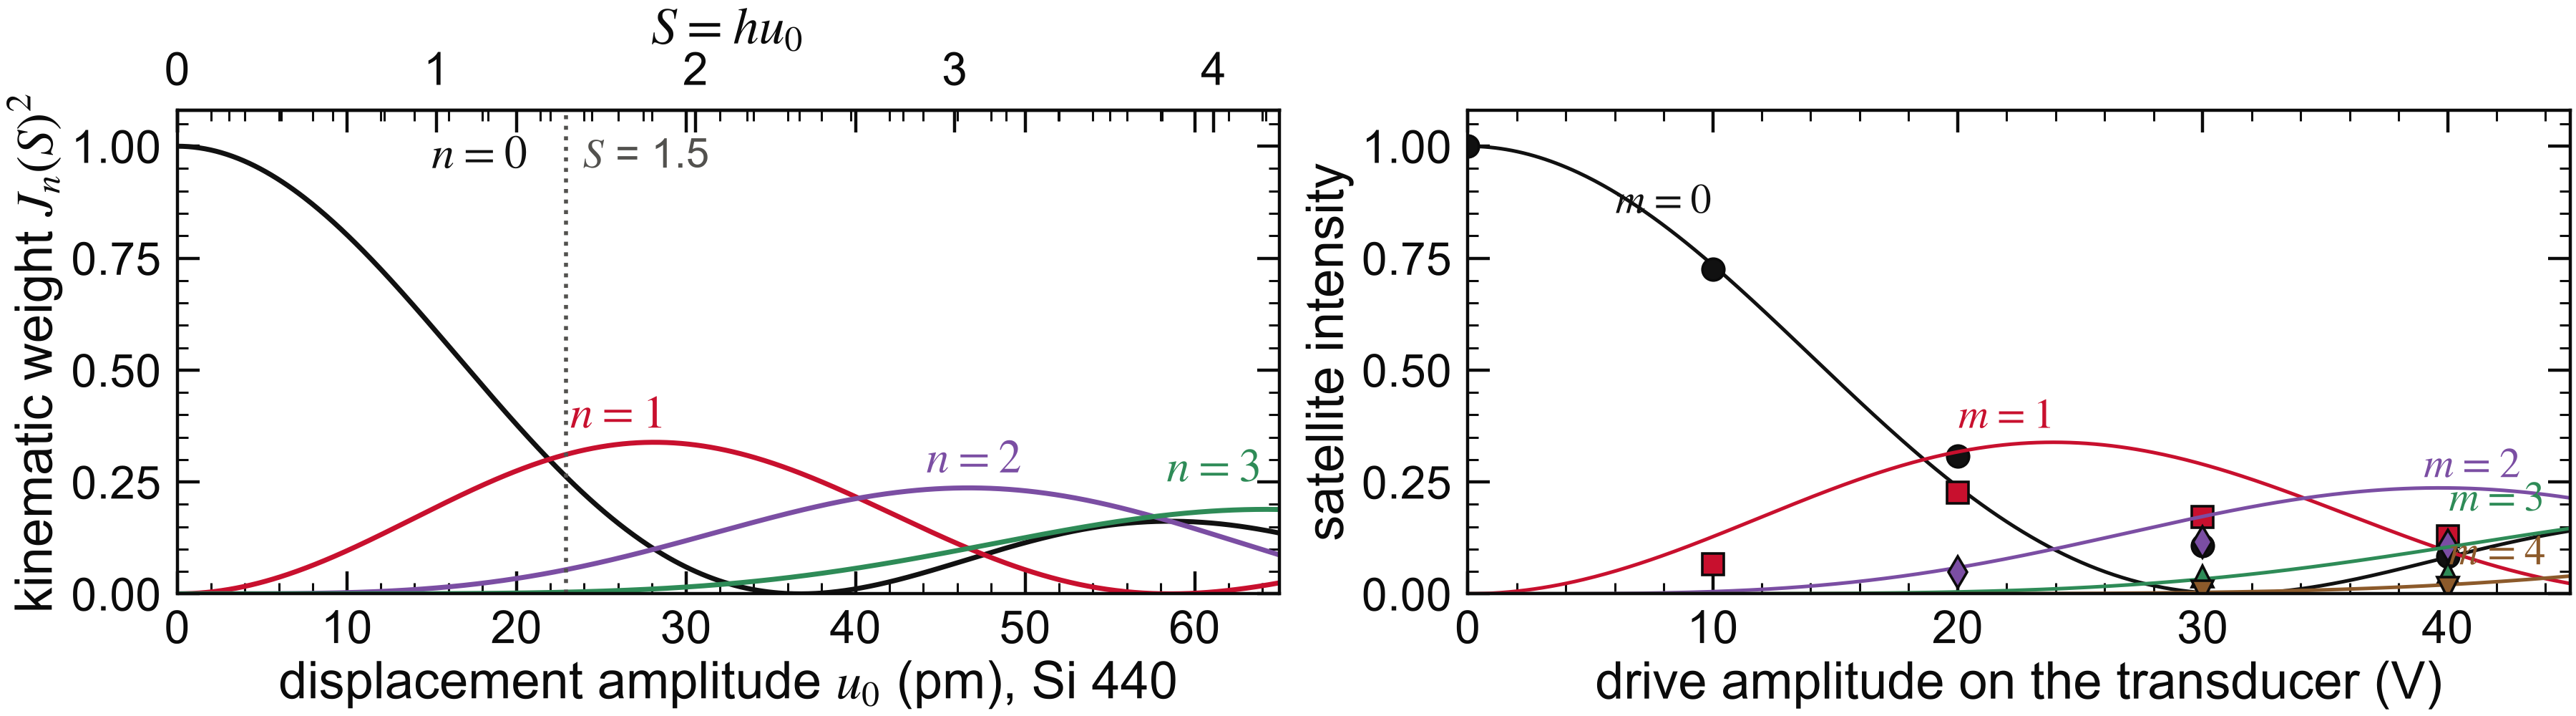 S = hu₀
0 1 2 3 4
kinematic weight Jₙ(S)²
1.00
0.75
0.50
0.25
0.00
n = 0
S = 1.5
n = 1
n = 2
n = 3
0 10 20 30 40 50 60
displacement amplitude u₀ (pm), Si 440
satellite intensity
1.00
0.75
0.50
0.25
0.00
m = 0
m = 1
m = 2
m = 3
m = 4
0 10 20 30 40
drive amplitude on the transducer (V)